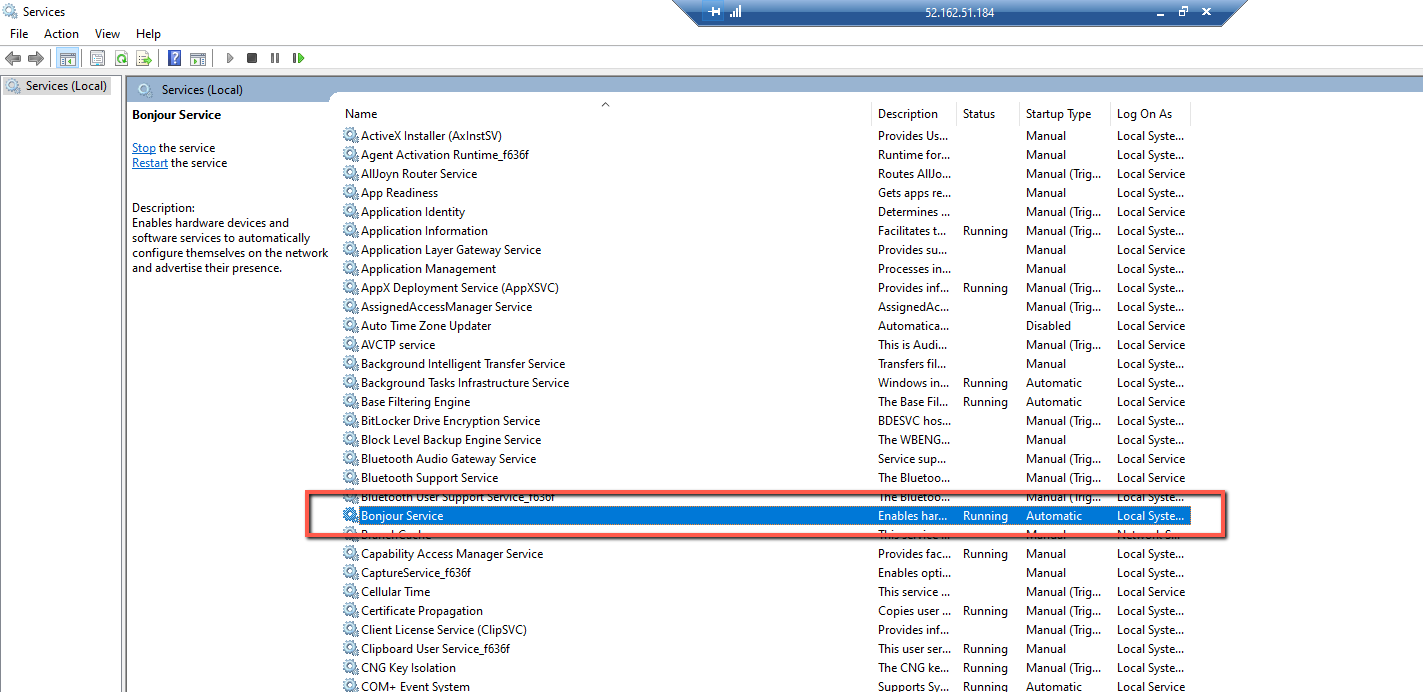 Services
52.162.51.184
File Action View Help
Services (Local)
Services (Local)
Bonjour Service
Stop the service
Restart the service
Description:
Enables hardware devices and
software services to automatically
configure themselves on the network
and advertise their presence.
Name Description Status Startup Type Log On As
ActiveX Installer (AxInstSV) Provides Us... Manual Local Syste...
Agent Activation Runtime_f636f Runtime for... Manual Local Syste...
AllJoyn Router Service Routes AllJo... Manual (Trig... Local Service
App Readiness Gets apps re... Manual Local Syste...
Application Identity Determines ... Manual (Trig... Local Service
Application Information Facilitates t... Running Manual (Trig... Local Syste...
Application Layer Gateway Service Provides su... Manual Local Service
Application Management Processes in... Manual Local Syste...
AppX Deployment Service (AppXSVC) Provides inf... Running Manual (Trig... Local Syste...
AssignedAccessManager Service AssignedAc... Manual (Trig... Local Syste...
Auto Time Zone Updater Automatica... Disabled Local Service
AVCTP service This is Audi... Manual (Trig... Local Service
Background Intelligent Transfer Service Transfers fil... Manual Local Syste...
Background Tasks Infrastructure Service Windows in... Running Automatic Local Syste...
Base Filtering Engine The Base Fil... Running Automatic Local Service
BitLocker Drive Encryption Service BDESVC hos... Manual (Trig... Local Syste...
Block Level Backup Engine Service The WBENG... Manual Local Syste...
Bluetooth Audio Gateway Service Service sup... Manual (Trig... Local Service
Bluetooth Support Service The Bluetoo... Manual (Trig... Local Service
Bluetooth User Support Service_f636f The Bluetoo... Manual (Trig... Local Syste...
Bonjour Service Enables har... Running Automatic Local Syste...
BranchCache This service ... Manual Network S...
Capability Access Manager Service Provides fac... Running Manual Local Syste...
CaptureService_f636f Enables opti... Manual Local Syste...
Cellular Time This service ... Manual (Trig... Local Service
Certificate Propagation Copies user ... Running Manual (Trig... Local Syste...
Client License Service (ClipSVC) Provides inf... Manual (Trig... Local Syste...
Clipboard User Service_f636f This user ser... Running Manual Local Syste...
CNG Key Isolation The CNG ke... Running Manual (Trig... Local Syste...
COM+ Event System Supports Sy... Running Automatic Local Service